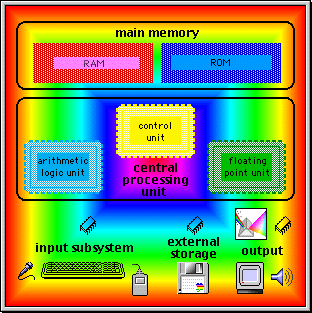 main memory
RAM ROM
control
unit
arithmetic
logic unit
central
processing
unit
floating
point unit
input subsystem
external
storage
output